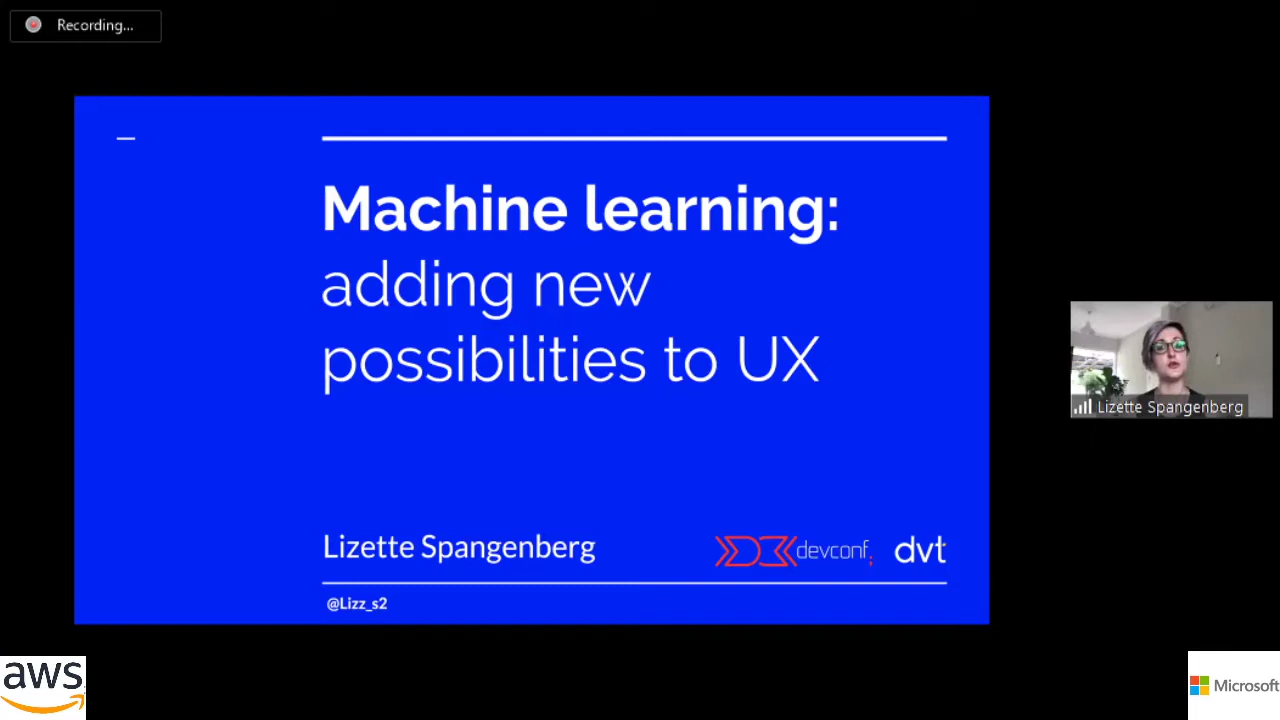 Recording...
Machine learning:
adding new
possibilities to UX
Lizette Spangenberg
devconf;
dvt
@Lizz_s2
Lizette Spangenberg
aws
Microsoft